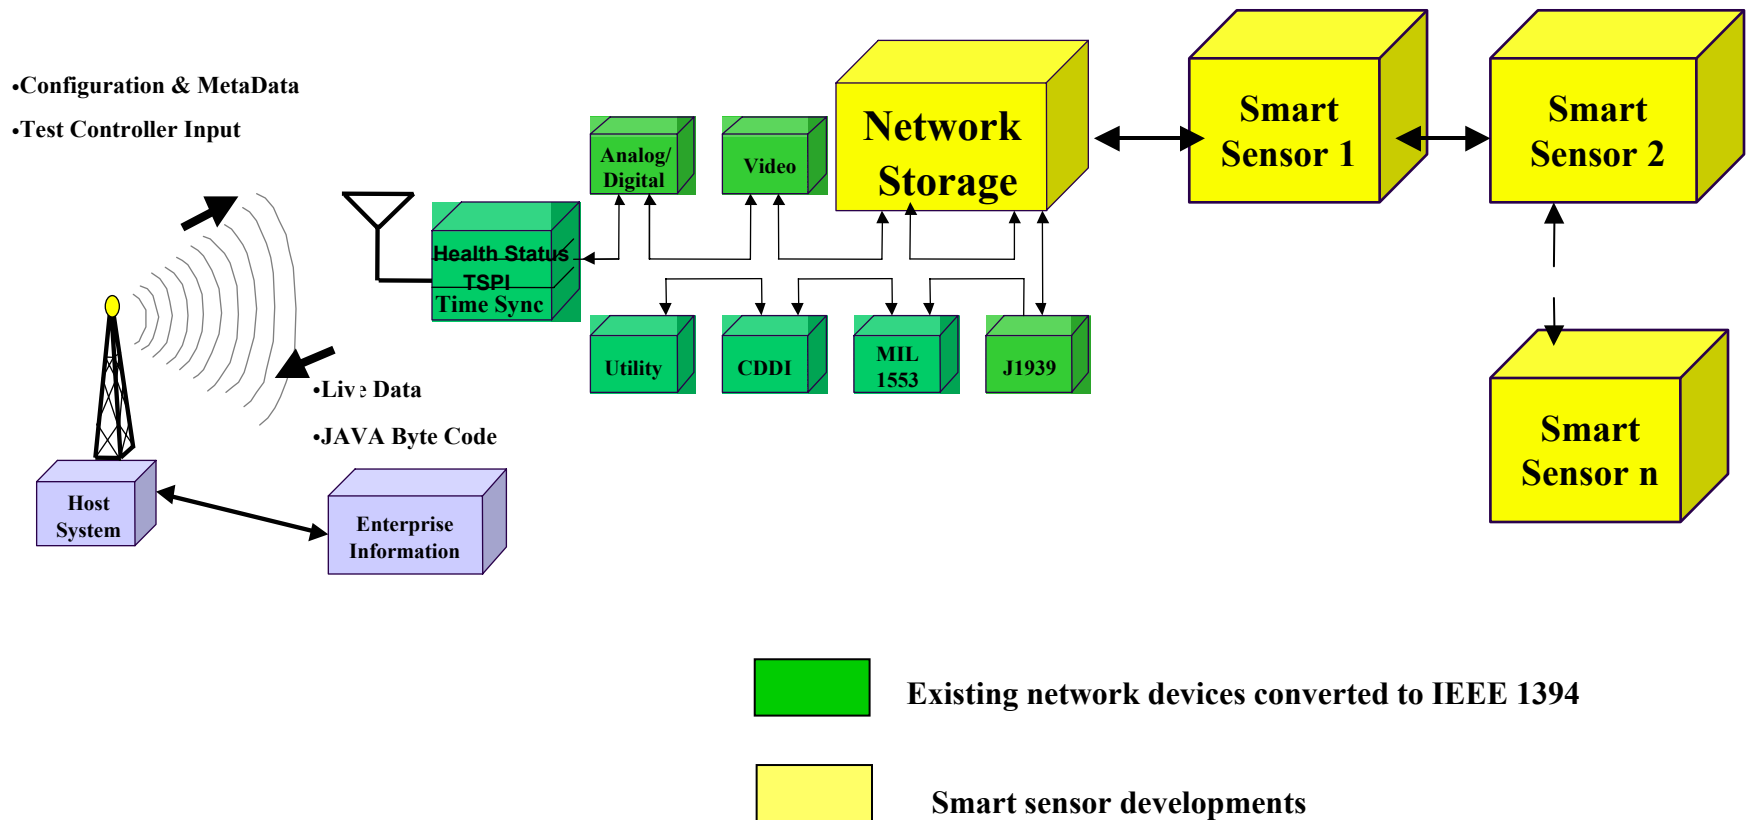 •Configuration & MetaData
•Test Controller Input
Analog/
Digital
Video
Network
Storage
Smart
Sensor 1
Smart
Sensor 2
Health Status
TSPI
Time Sync
Utility
CDDI
MIL
1553
J1939
•Live Data
•JAVA Byte Code
Smart
Sensor n
Host
System
Enterprise
Information
Existing network devices converted to IEEE 1394
Smart sensor developments